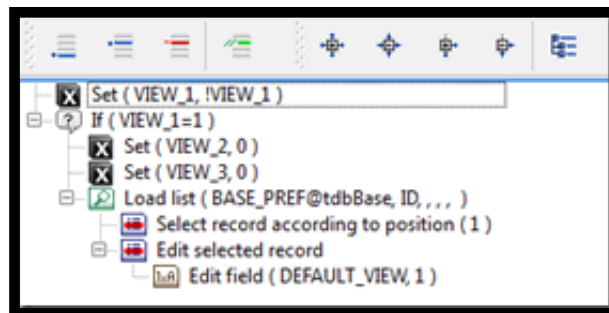 Set ( VIEW_1, !VIEW_1 )
If ( VIEW_1=1 )
Set ( VIEW_2, 0 )
Set ( VIEW_3, 0 )
Load list ( BASE_PREF@tdbBase, ID, , , , )
Select record according to position ( 1 )
Edit selected record
Edit field ( DEFAULT_VIEW, 1 )